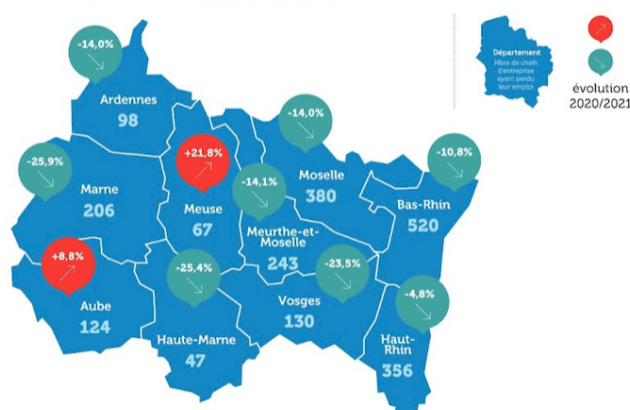 -14,0%
Ardennes
98
-25,9%
Marne
206
+21,8%
Meuse
67
-14,0%
Moselle
380
-10,8%
Bas-Rhin
520
-14,1%
Meurthe-et-
Moselle
243
+8,8%
Aube
124
-25,4%
Haute-Marne
47
-23,5%
Vosges
130
-4,8%
Haut-
Rhin
356
Département
Nbre de chefs
d'entreprise
ayant perdu
leur emploi
évolution
2020/2021